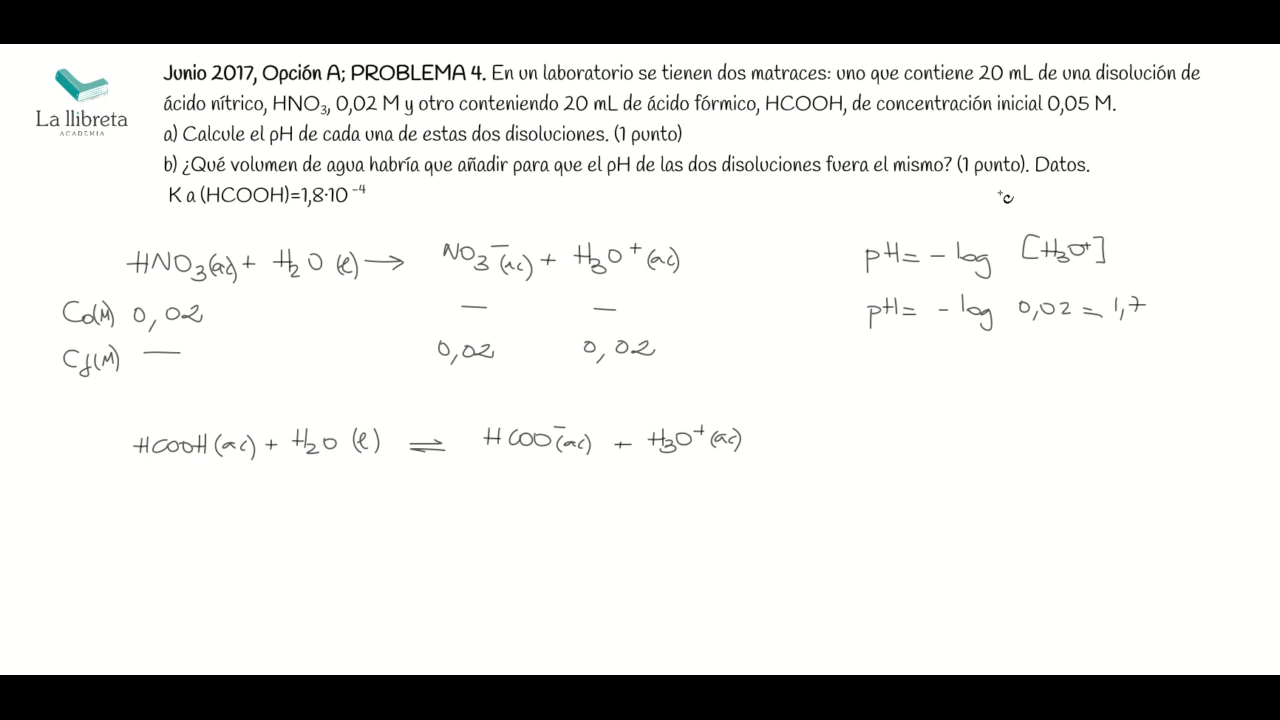 Junio 2017, Opción A; PROBLEMA 4. En un laboratorio se tienen dos matraces: uno que contiene 20 mL de una disolución de
ácido nítrico, HNO₃, 0,02 M y otro conteniendo 20 mL de ácido fórmico, HCOOH, de concentración inicial 0,05 M.
La llibreta
ACADEMIA
a) Calcule el pH de cada una de estas dos disoluciones. (1 punto)
b) ¿Qué volumen de agua habría que añadir para que el pH de las dos disoluciones fuera el mismo? (1 punto). Datos.
K a (HCOOH)=1,8·10⁻⁴
HNO₃(ac) + H₂O (l) → NO₃⁻(ac) + H₃O⁺(ac)
pH = - log [H₃O⁺]
Co(M) 0,02 — —
pH = - log 0,02 = 1,7
Cf(M) — 0,02 0,02
HCOOH(ac) + H₂O (l) ⇌ HCOO⁻(ac) + H₃O⁺(ac)